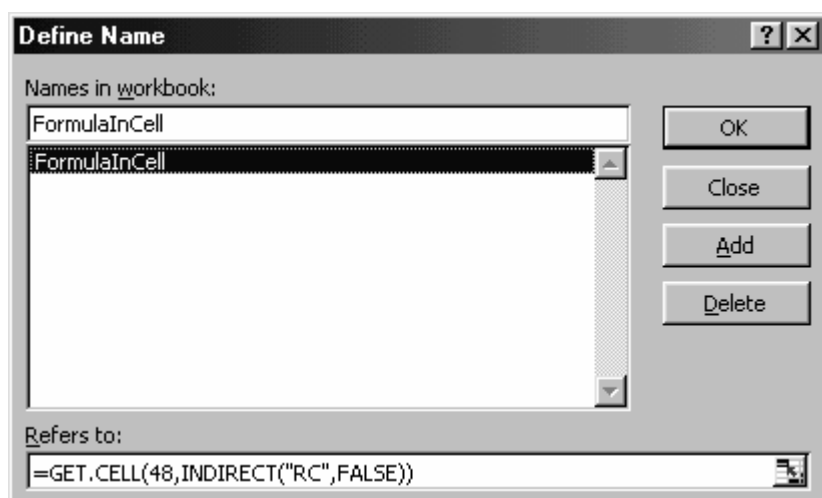 Define Name
Names in workbook:
FormulaInCell
FormulaInCell
OK
Close
Add
Delete
Refers to:
=GET.CELL(48,INDIRECT("RC",FALSE))